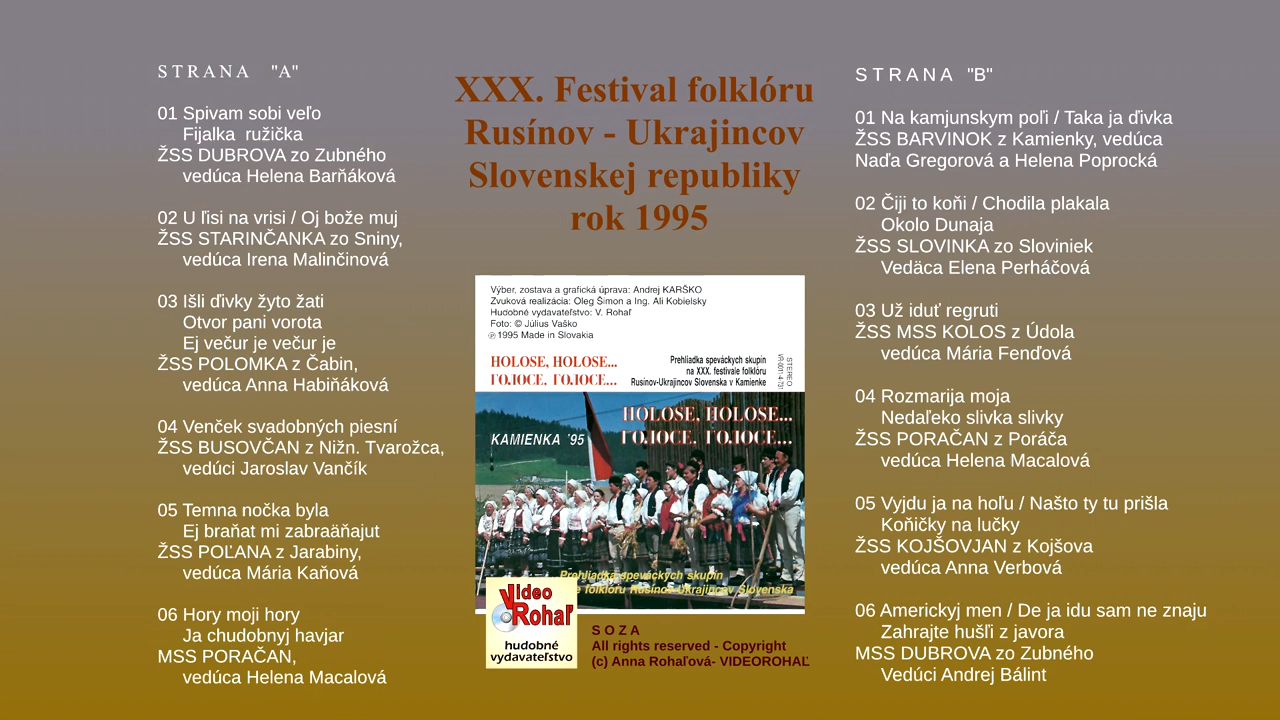 S T R A N A "A"
01 Spivam sobi veľo
Fijalka ružička
ŽSS DUBROVA zo Zubného
vedúca Helena Barňáková
02 U ľisi na vrisi / Oj bože muj
ŽSS STARINČANKA zo Sniny,
vedúca Irena Malinčinová
03 Išli ďivky žyto žati
Otvor pani vorota
Ej večur je večur je
ŽSS POLOMKA z Čabin,
vedúca Anna Habiňáková
04 Venček svadobných piesní
ŽSS BUSOVČAN z Nižn. Tvarožca,
vedúci Jaroslav Vančík
05 Temna nočka byla
Ej braňat mi zabraäňajut
ŽSS POĽANA z Jarabiny,
vedúca Mária Kaňová
06 Hory moji hory
Ja chudobnyj havjar
MSS PORAČAN,
vedúca Helena Macalová
XXX. Festival folklóru
Rusínov - Ukrajincov
Slovenskej republiky
rok 1995
Výber, zostava a grafická úprava: Andrej KARŠKO
Zvuková realizácia: Oleg Šimon a Ing. Ali Kobielsky
Hudobné vydavateľstvo: V. Rohaľ
Foto: © Július Vaško
℗ 1995 Made in Slovakia
HOLOSE, HOLOSE...
ГОЛОСЕ, ГОЛОСЕ...
Prehliadka speváckých skupín
na XXX. festivale folklóru
Rusínov-Ukrajincov Slovenska v Kamienke
STEREO
HOLOSE, HOLOSE...
ГОЛОСЕ, ГОЛОСЕ...
KAMIENKA '95
Prehliadka speváckych skupín
e folklóru Rusínov-Ukrajincov Slovenska
Video
Rohaľ
hudobné
vydavateľstvo
S O Z A
All rights reserved - Copyright
(c) Anna Rohaľová- VIDEOROHAĽ
S T R A N A "B"
01 Na kamjunskym poľi / Taka ja ďivka
ŽSS BARVINOK z Kamienky, vedúca
Naďa Gregorová a Helena Poprocká
02 Čiji to koňi / Chodila plakala
Okolo Dunaja
ŽSS SLOVINKA zo Sloviniek
Vedäca Elena Perháčová
03 Už iduť regruti
ŽSS MSS KOLOS z Údola
vedúca Mária Fenďová
04 Rozmarija moja
Nedaľeko slivka slivky
ŽSS PORAČAN z Poráča
vedúca Helena Macalová
05 Vyjdu ja na hoľu / Našto ty tu prišla
Koňičky na lučky
ŽSS KOJŠOVJAN z Kojšova
vedúca Anna Verbová
06 Americkyj men / De ja idu sam ne znaju
Zahrajte hušľi z javora
MSS DUBROVA zo Zubného
Vedúci Andrej Bálint